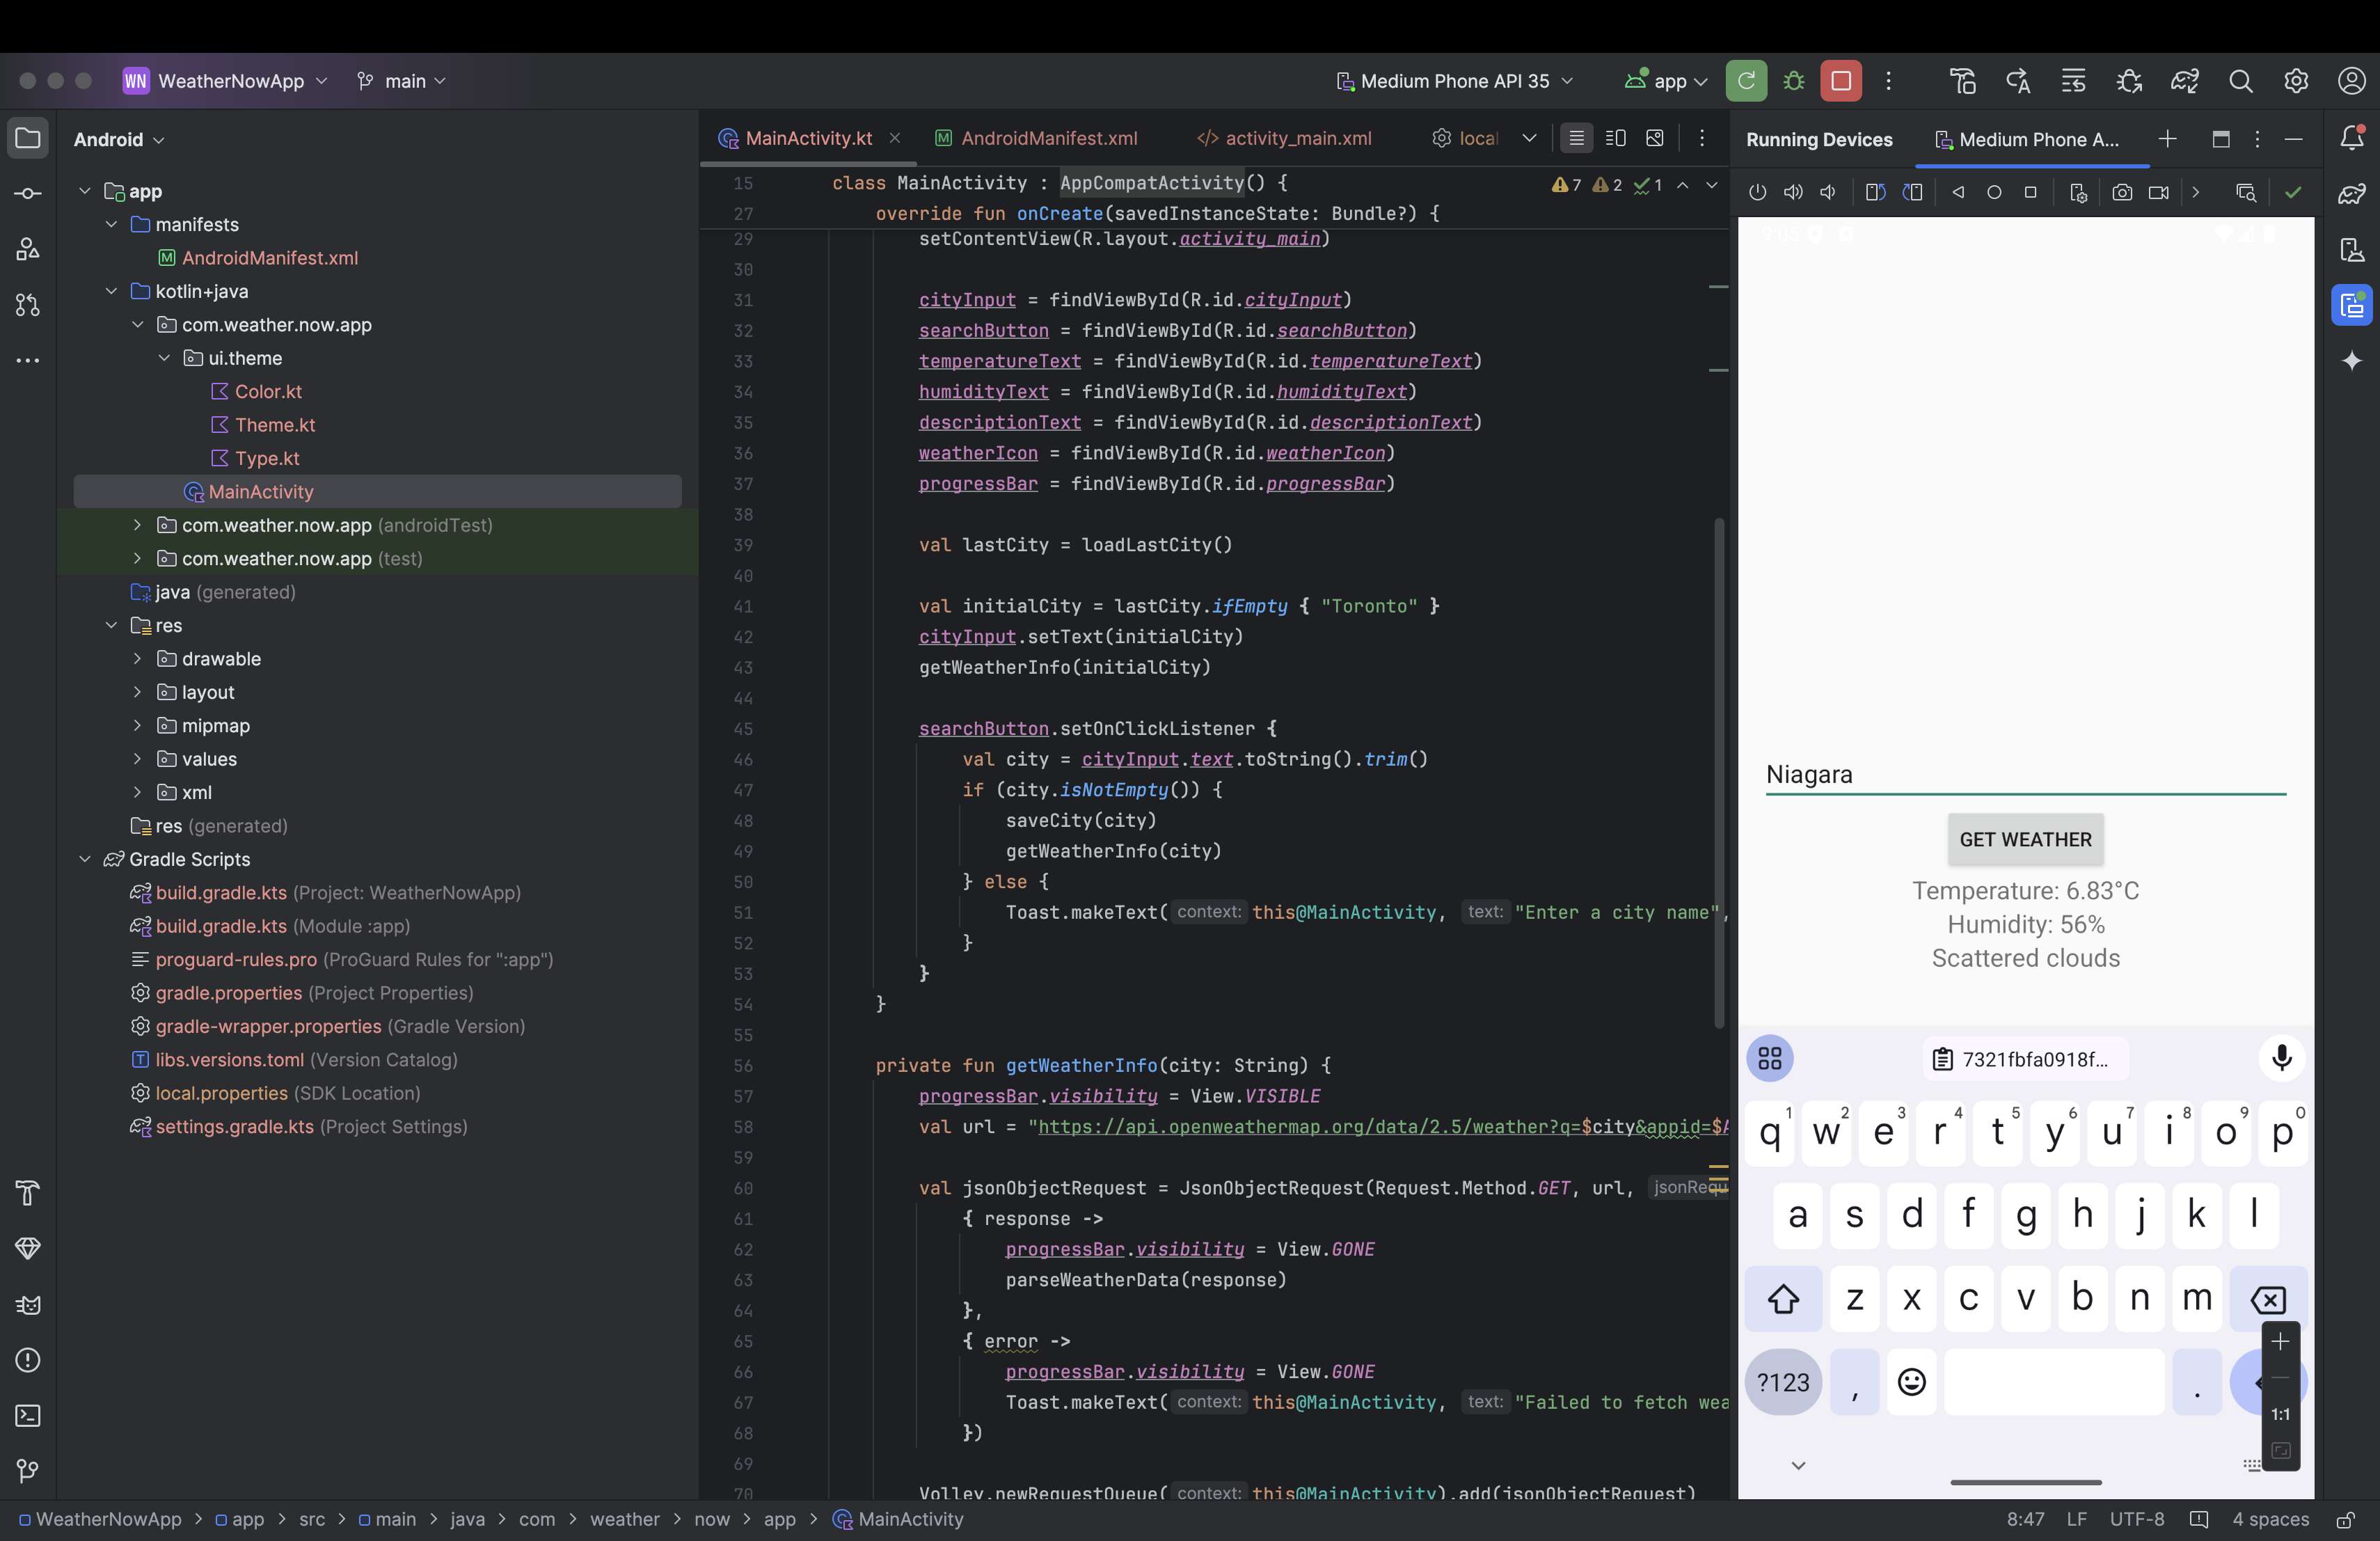 WN WeatherNowApp main Medium Phone API 35 app
Android
app
manifests
AndroidManifest.xml
kotlin+java
com.weather.now.app
ui.theme
Color.kt
Theme.kt
Type.kt
MainActivity
com.weather.now.app (androidTest)
com.weather.now.app (test)
java (generated)
res
drawable
layout
mipmap
values
xml
res (generated)
Gradle Scripts
build.gradle.kts (Project: WeatherNowApp)
build.gradle.kts (Module :app)
proguard-rules.pro (ProGuard Rules for ":app")
gradle.properties (Project Properties)
gradle-wrapper.properties (Gradle Version)
libs.versions.toml (Version Catalog)
local.properties (SDK Location)
settings.gradle.kts (Project Settings)
MainActivity.kt AndroidManifest.xml activity_main.xml local
7 2 1
15 class MainActivity : AppCompatActivity() {
27 override fun onCreate(savedInstanceState: Bundle?) {
29 setContentView(R.layout.activity_main)
30
31 cityInput = findViewById(R.id.cityInput)
32 searchButton = findViewById(R.id.searchButton)
33 temperatureText = findViewById(R.id.temperatureText)
34 humidityText = findViewById(R.id.humidityText)
35 descriptionText = findViewById(R.id.descriptionText)
36 weatherIcon = findViewById(R.id.weatherIcon)
37 progressBar = findViewById(R.id.progressBar)
38
39 val lastCity = loadLastCity()
40
41 val initialCity = lastCity.ifEmpty { "Toronto" }
42 cityInput.setText(initialCity)
43 getWeatherInfo(initialCity)
44
45 searchButton.setOnClickListener {
46 val city = cityInput.text.toString().trim()
47 if (city.isNotEmpty()) {
48 saveCity(city)
49 getWeatherInfo(city)
50 } else {
51 Toast.makeText( context: this@MainActivity, text: "Enter a city name",
52 }
53 }
54 }
55
56 private fun getWeatherInfo(city: String) {
57 progressBar.visibility = View.VISIBLE
58 val url = "https://api.openweathermap.org/data/2.5/weather?q=$city&appid=$A
59
60 val jsonObjectRequest = JsonObjectRequest(Request.Method.GET, url, jsonRequ
61 { response ->
62 progressBar.visibility = View.GONE
63 parseWeatherData(response)
64 },
65 { error ->
66 progressBar.visibility = View.GONE
67 Toast.makeText( context: this@MainActivity, text: "Failed to fetch wea
68 })
69
70 Volley.newRequestQueue( context: this@MainActivity).add(jsonObjectRequest)
Running Devices Medium Phone A...
9:05
Niagara
GET WEATHER
Temperature: 6.83°C
Humidity: 56%
Scattered clouds
7321fbfa0918f...
q1 w2 e3 r4 t5 y6 u7 i8 o9 p0
a s d f g h j k l
z x c v b n m
?123 , .
1:1
WeatherNowApp > app > src > main > java > com > weather > now > app > MainActivity
8:47 LF UTF-8 4 spaces